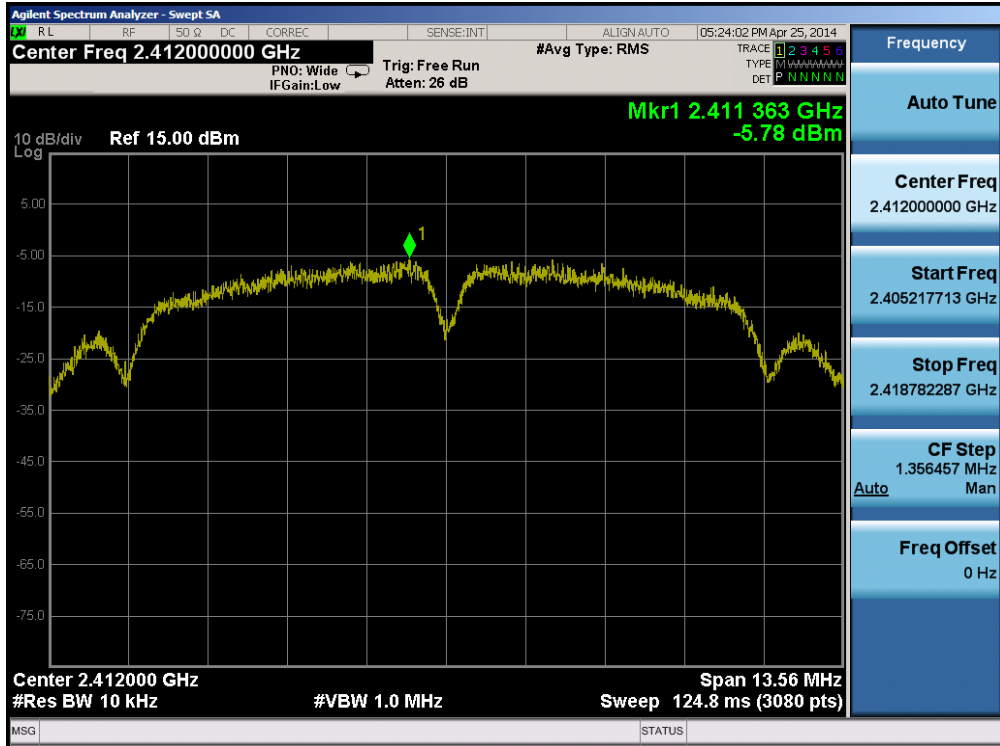 Agilent Spectrum Analyzer - Swept SA
LXI RL RF 50 Ω DC CORREC SENSE:INT ALIGN AUTO 05:24:02 PM Apr 25, 2014
Center Freq 2.412000000 GHz #Avg Type: RMS TRACE 1 2 3 4 5 6
PNO: Wide Trig: Free Run TYPE M WWWWW
IFGain:Low Atten: 26 dB DET P N N N N N
Mkr1 2.411 363 GHz
-5.78 dBm
10 dB/div Ref 15.00 dBm
Log
5.00
-5.00
-15.0
-25.0
-35.0
-45.0
-55.0
-65.0
-75.0
1
Center 2.412000 GHz Span 13.56 MHz
#Res BW 10 kHz #VBW 1.0 MHz Sweep 124.8 ms (3080 pts)
MSG STATUS
Frequency
Auto Tune
Center Freq
2.412000000 GHz
Start Freq
2.405217713 GHz
Stop Freq
2.418782287 GHz
CF Step
1.356457 MHz
Auto Man
Freq Offset
0 Hz